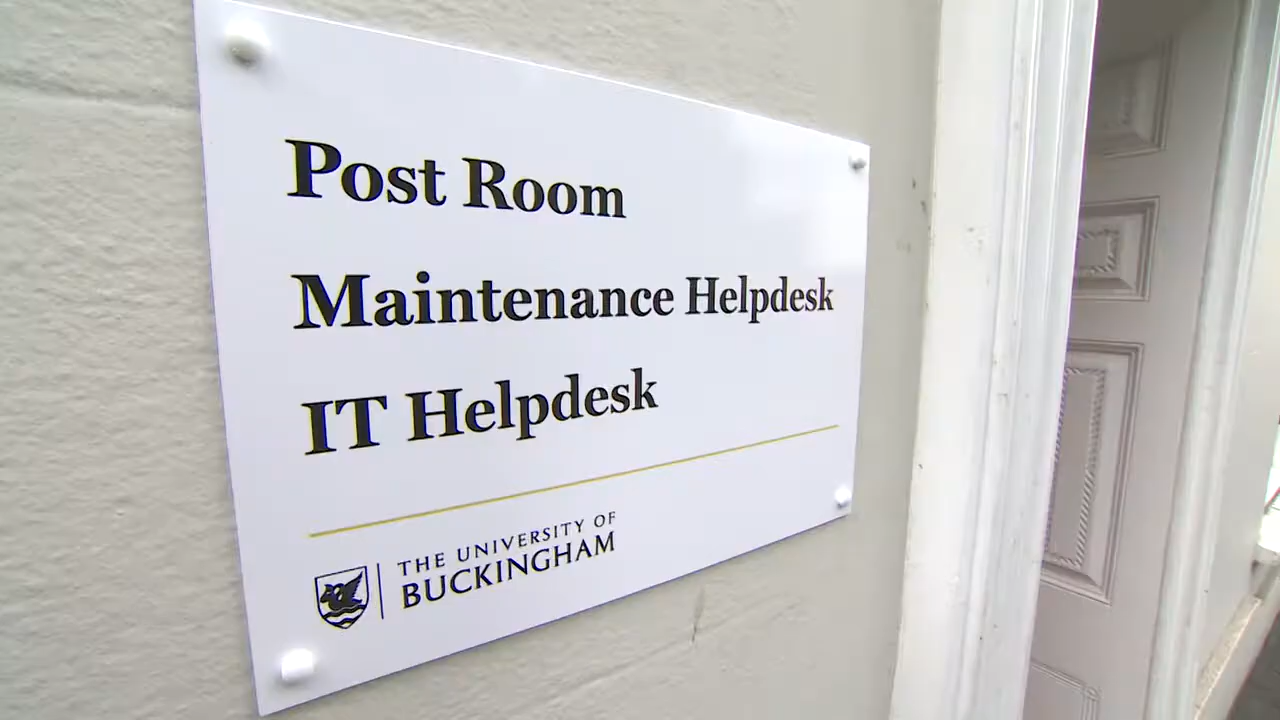 Post Room
Maintenance Helpdesk
IT Helpdesk
THE UNIVERSITY OF
BUCKINGHAM